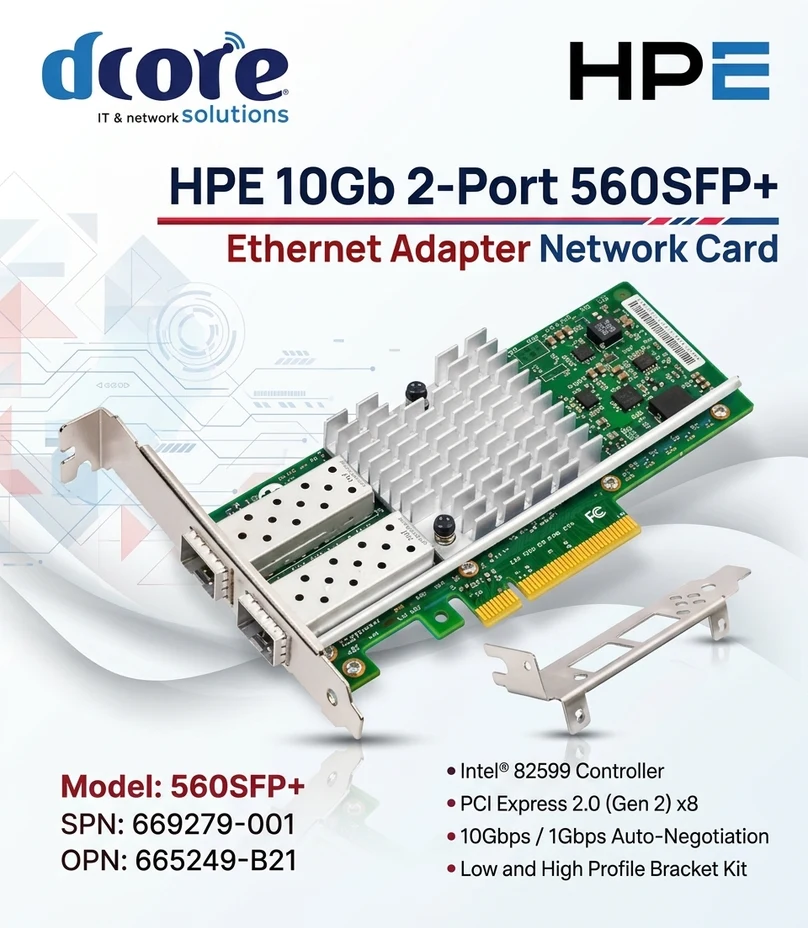 dcore
IT & network solutions
HPE
HPE 10Gb 2-Port 560SFP+
Ethernet Adapter Network Card
FC
Model: 560SFP+
SPN: 669279-001
OPN: 665249-B21
• Intel® 82599 Controller
• PCI Express 2.0 (Gen 2) x8
• 10Gbps / 1Gbps Auto-Negotiation
• Low and High Profile Bracket Kit